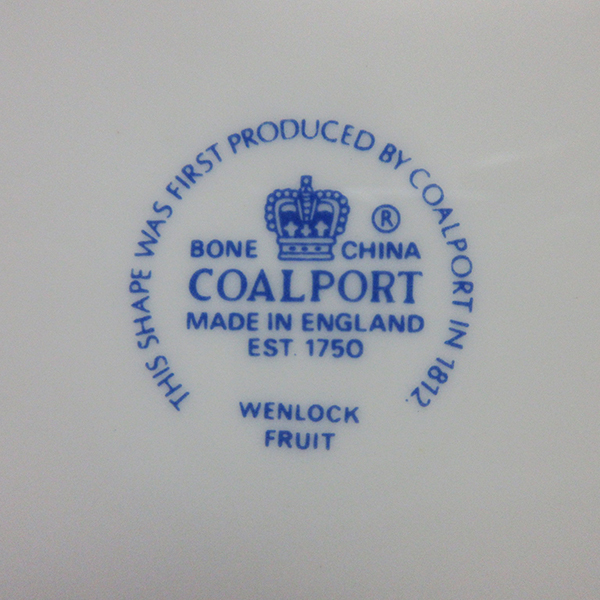 THIS SHAPE WAS FIRST PRODUCED BY COALPORT IN 1812.
®
BONE CHINA
COALPORT
MADE IN ENGLAND
EST. 1750
WENLOCK
FRUIT